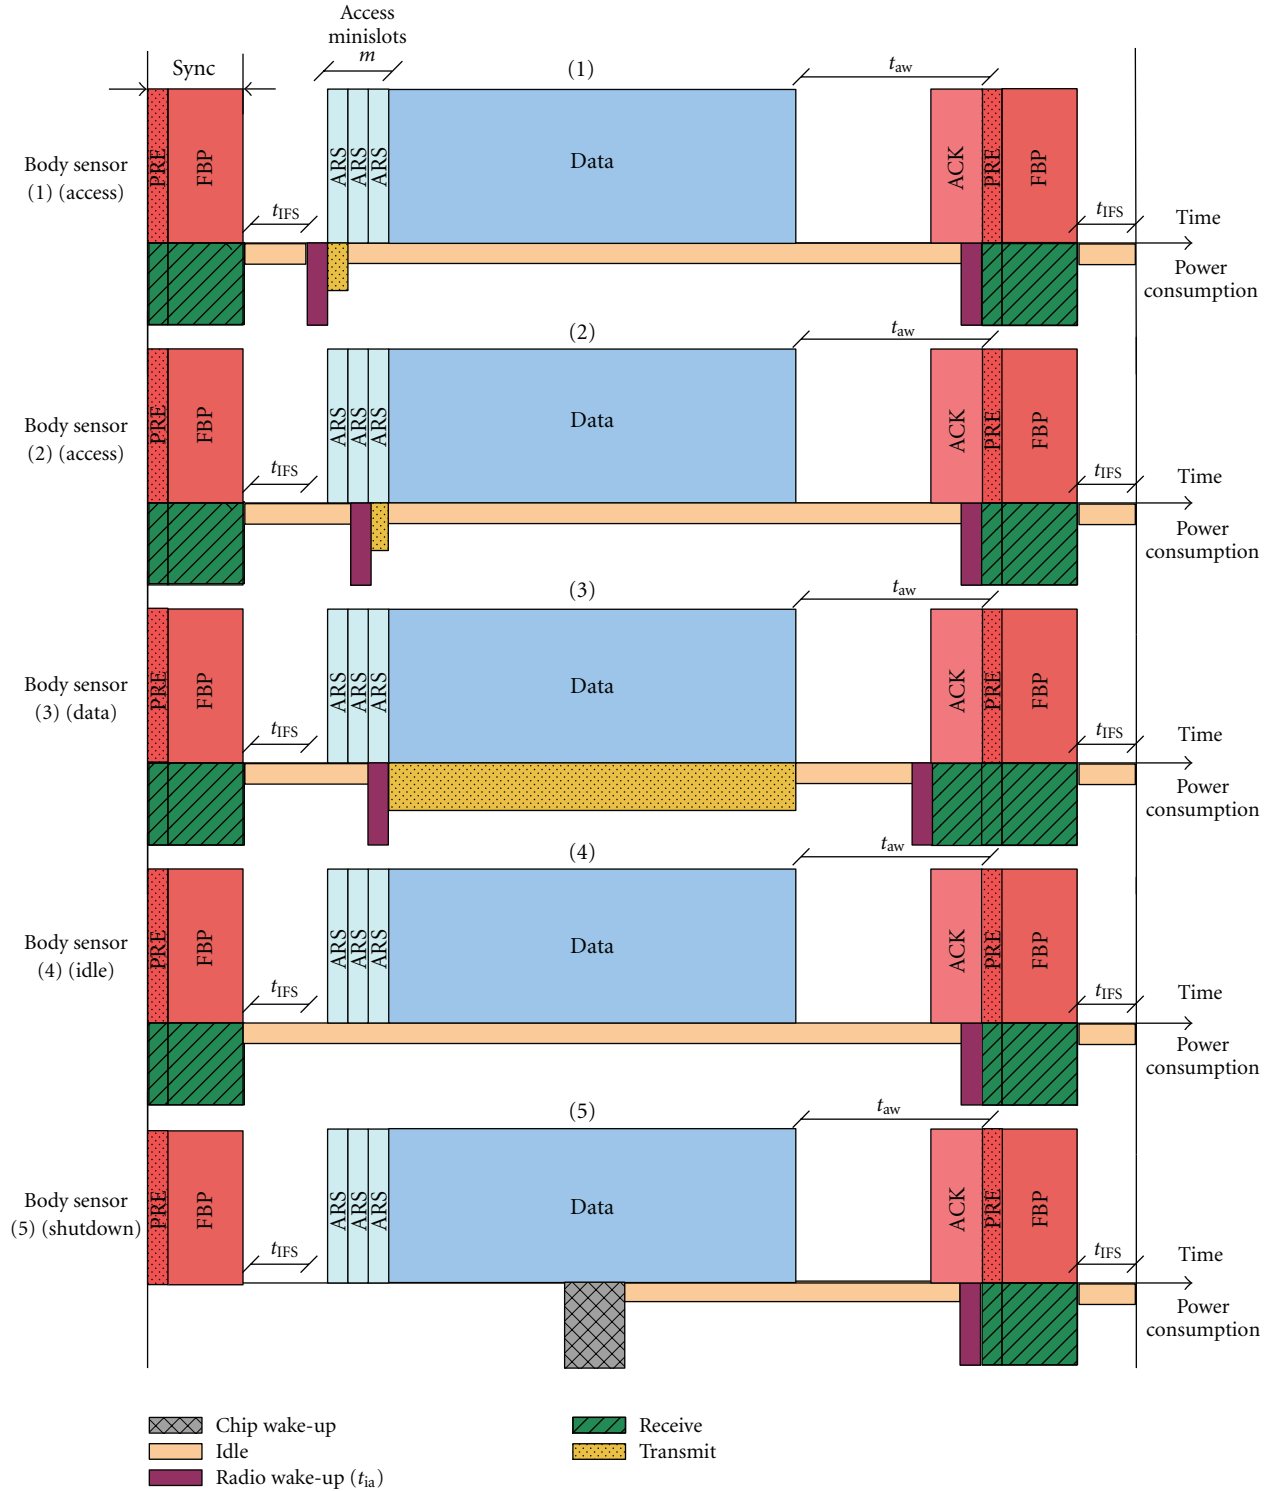 Access
minislots
m
Sync
(1)
t_aw
Body sensor
(1) (access)
PRE
FBP
t_IFS
ARS
ARS
ARS
Data
ACK
PRE
FBP
t_IFS
Time
Power
consumption
(2)
t_aw
Body sensor
(2) (access)
PRE
FBP
t_IFS
ARS
ARS
ARS
Data
ACK
PRE
FBP
t_IFS
Time
Power
consumption
(3)
t_aw
Body sensor
(3) (data)
PRE
FBP
t_IFS
ARS
ARS
ARS
Data
ACK
PRE
FBP
t_IFS
Time
Power
consumption
(4)
t_aw
Body sensor
(4) (idle)
PRE
FBP
t_IFS
ARS
ARS
ARS
Data
ACK
PRE
FBP
t_IFS
Time
Power
consumption
(5)
t_aw
Body sensor
(5) (shutdown)
PRE
FBP
t_IFS
ARS
ARS
ARS
Data
ACK
PRE
FBP
t_IFS
Time
Power
consumption
Chip wake-up
Idle
Radio wake-up (t_ia)
Receive
Transmit